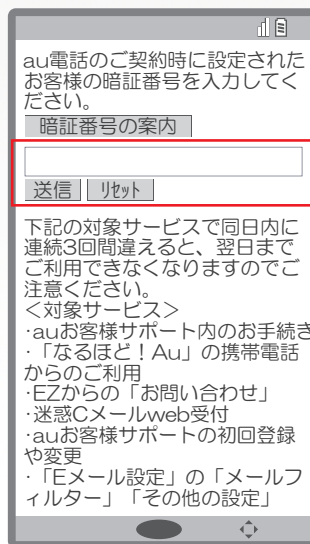 au電話のご契約時に設定された
お客様の暗証番号を入力してく
ださい。
暗証番号の案内
送信 ﾘｾｯﾄ
下記の対象サービスで同日内に
連続3回間違えると、翌日まで
ご利用できなくなりますのでご
注意ください。
＜対象サービス＞
･auお客様サポート内のお手続き
･「なるほど！Au」の携帯電話
からのご利用
･EZからの「お問い合わせ」
･迷惑Cメールweb受付
･auお客様サポートの初回登録
や変更
･「Eメール設定」の「メールフ
ィルター」「その他の設定」